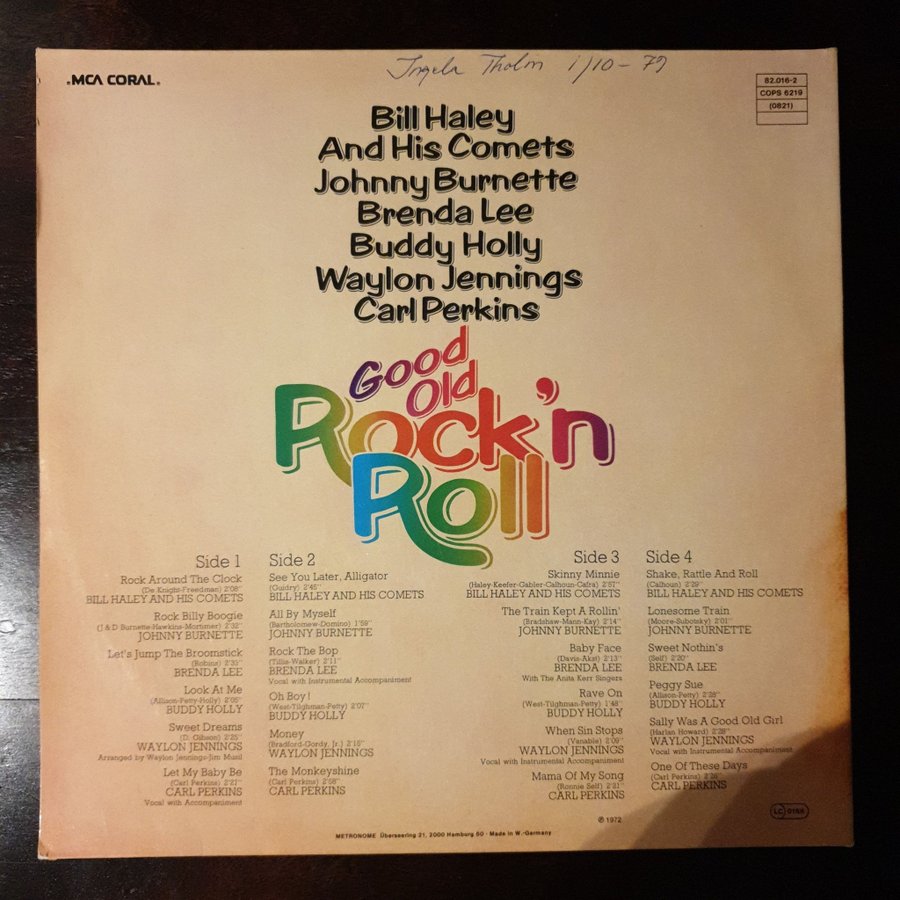 MCA CORAL
Ingela Tholin 1/10-79
82.016-2
COPS 6219
(0821)
Bill Haley
And His Comets
Johnny Burnette
Brenda Lee
Buddy Holly
Waylon Jennings
Carl Perkins
Good
Old
Rock'n
Roll
Side 1
Rock Around The Clock
(De Knight-Freedman) 2'08"
BILL HALEY AND HIS COMETS
Rock Billy Boogie
(J & D Burnette-Hawkins-Mortimer) 2'32"
JOHNNY BURNETTE
Let's Jump The Broomstick
(Robins) 2'33"
BRENDA LEE
Look At Me
(Allison-Petty-Holly) 2'05"
BUDDY HOLLY
Sweet Dreams
(D. Gibson) 2'25"
WAYLON JENNINGS
Arranged by Waylon Jennings-Jim Musil
Let My Baby Be
(Carl Perkins) 2'27"
CARL PERKINS
Vocal with Accompaniment
Side 2
See You Later, Alligator
(Guidry) 2'45"
BILL HALEY AND HIS COMETS
All By Myself
(Bartholomew-Domino) 1'59"
JOHNNY BURNETTE
Rock The Bop
(Tillis-Walker) 2'11"
BRENDA LEE
Vocal with Instrumental Accompaniment
Oh Boy!
(West-Tilghman-Petty) 2'07"
BUDDY HOLLY
Money
(Bradford-Gordy, Jr.) 2'15"
WAYLON JENNINGS
The Monkeyshine
(Carl Perkins) 2'58"
CARL PERKINS
Side 3
Skinny Minnie
(Haley-Keefer-Gabler-Calhoun-Cafra) 2'57"
BILL HALEY AND HIS COMETS
The Train Kept A Rollin'
(Bradshaw-Mann-Kay) 2'14"
JOHNNY BURNETTE
Baby Face
(Davis-Akst) 2'13"
BRENDA LEE
With The Anita Kerr Singers
Rave On
(West-Tilghman-Petty) 1'48"
BUDDY HOLLY
When Sin Stops
(Vanable) 2'09"
WAYLON JENNINGS
Vocal with Instrumental Accompaniment
Mama Of My Song
(Ronnie Self) 2'31"
CARL PERKINS
Side 4
Shake, Rattle And Roll
(Calhoun) 2'29"
BILL HALEY AND HIS COMETS
Lonesome Train
(Moore-Subotsky) 2'01"
JOHNNY BURNETTE
Sweet Nothin's
(Self) 2'20"
BRENDA LEE
Peggy Sue
(Allison-Petty) 2'28"
BUDDY HOLLY
Sally Was A Good Old Girl
(Harlan Howard) 2'28"
WAYLON JENNINGS
Vocal with Instrumental Accompaniment
One Of These Days
(Carl Perkins)
CARL PERKINS
℗ 1972
LC 0188
METRONOME Überseering 21, 2000 Hamburg 60 · Made in W.-Germany